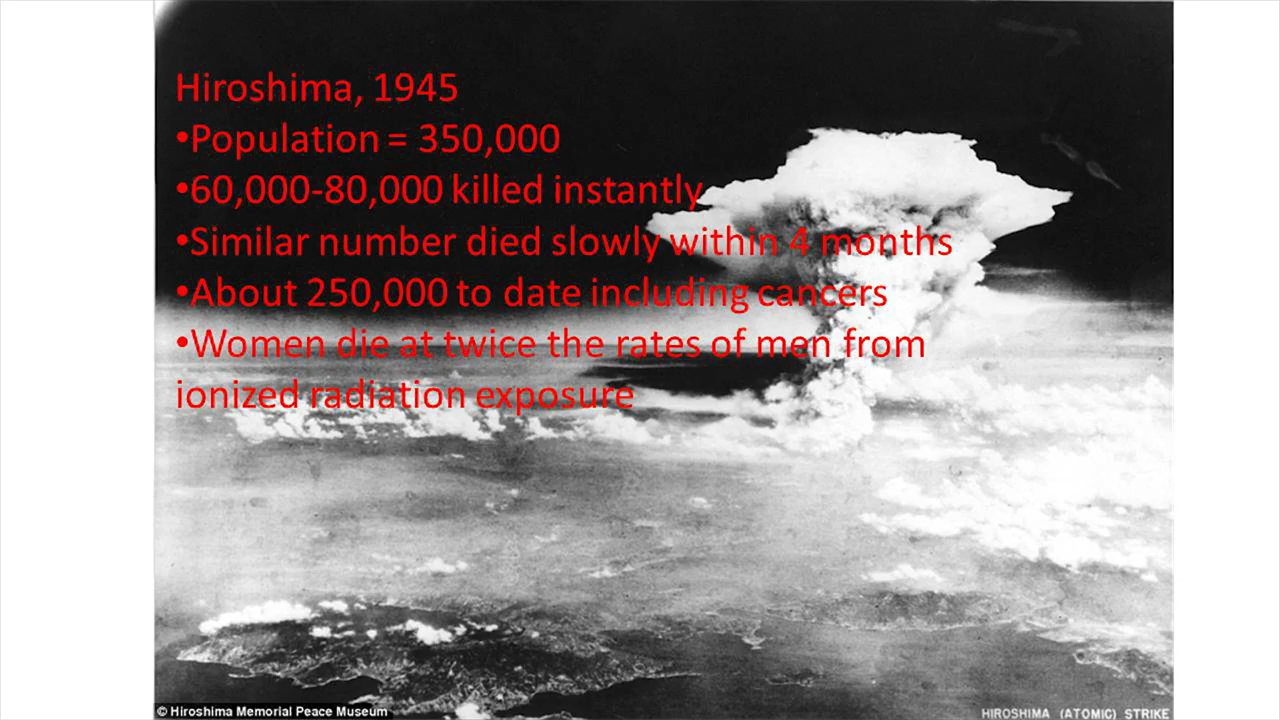 Hiroshima, 1945
•Population = 350,000
•60,000-80,000 killed instantly
•Similar number died slowly within 4 months
•About 250,000 to date including cancers
•Women die at twice the rates of men from
ionized radiation exposure
© Hiroshima Memorial Peace Museum
HIROSHIMA (ATOMIC) STRIKE